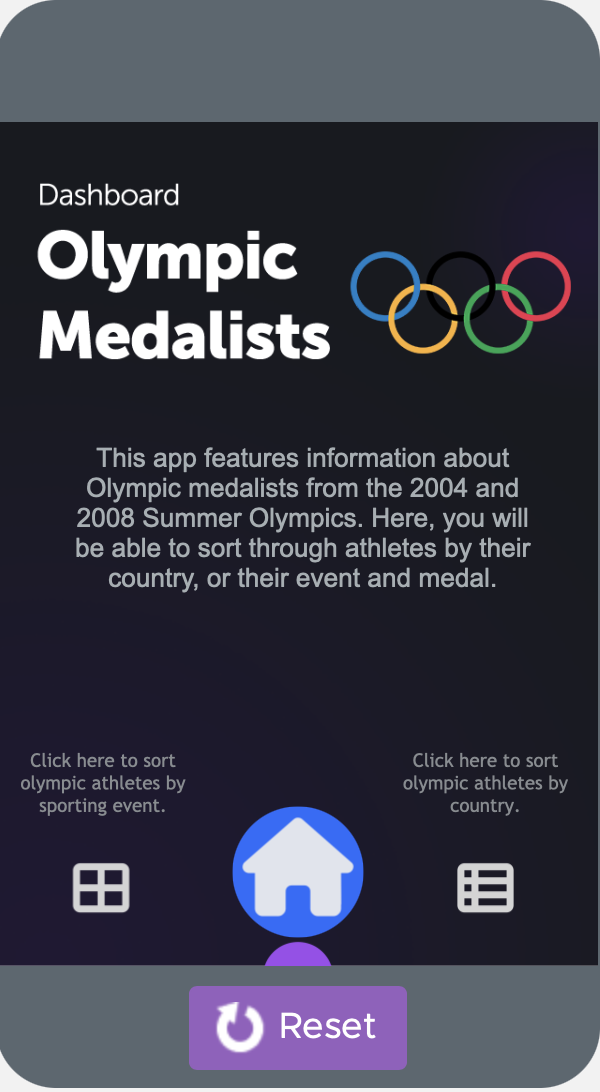 Dashboard
Olympic
Medalists
This app features information about
Olympic medalists from the 2004 and
2008 Summer Olympics. Here, you will
be able to sort through athletes by their
country, or their event and medal.
Click here to sort
olympic athletes by
sporting event.
Click here to sort
olympic athletes by
country.
Reset